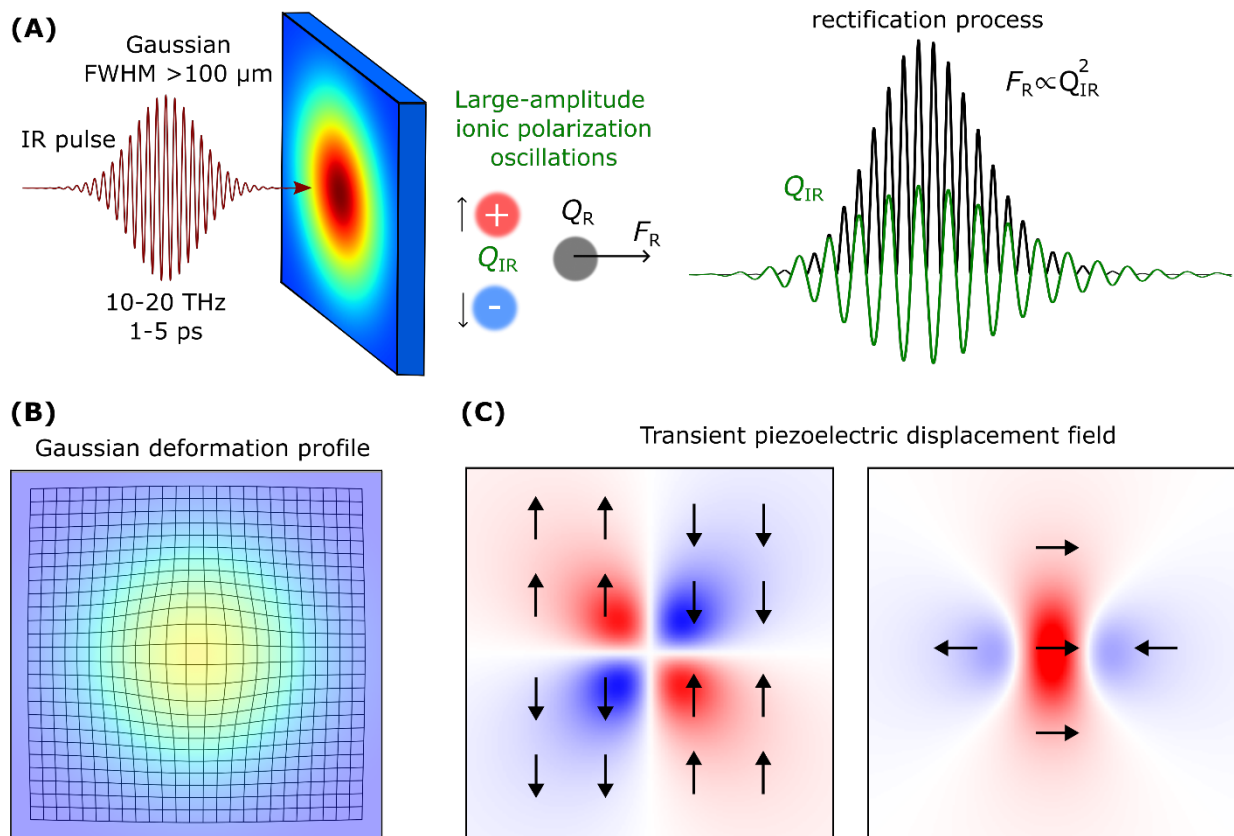 (A)
Gaussian
FWHM >100 µm
IR pulse
10-20 THz
1-5 ps
Large-amplitude
ionic polarization
oscillations
+
Q_R
F_R
Q_IR
-
rectification process
F_R∝Q_IR^2
Q_IR
(B)
Gaussian deformation profile
(C)
Transient piezoelectric displacement field